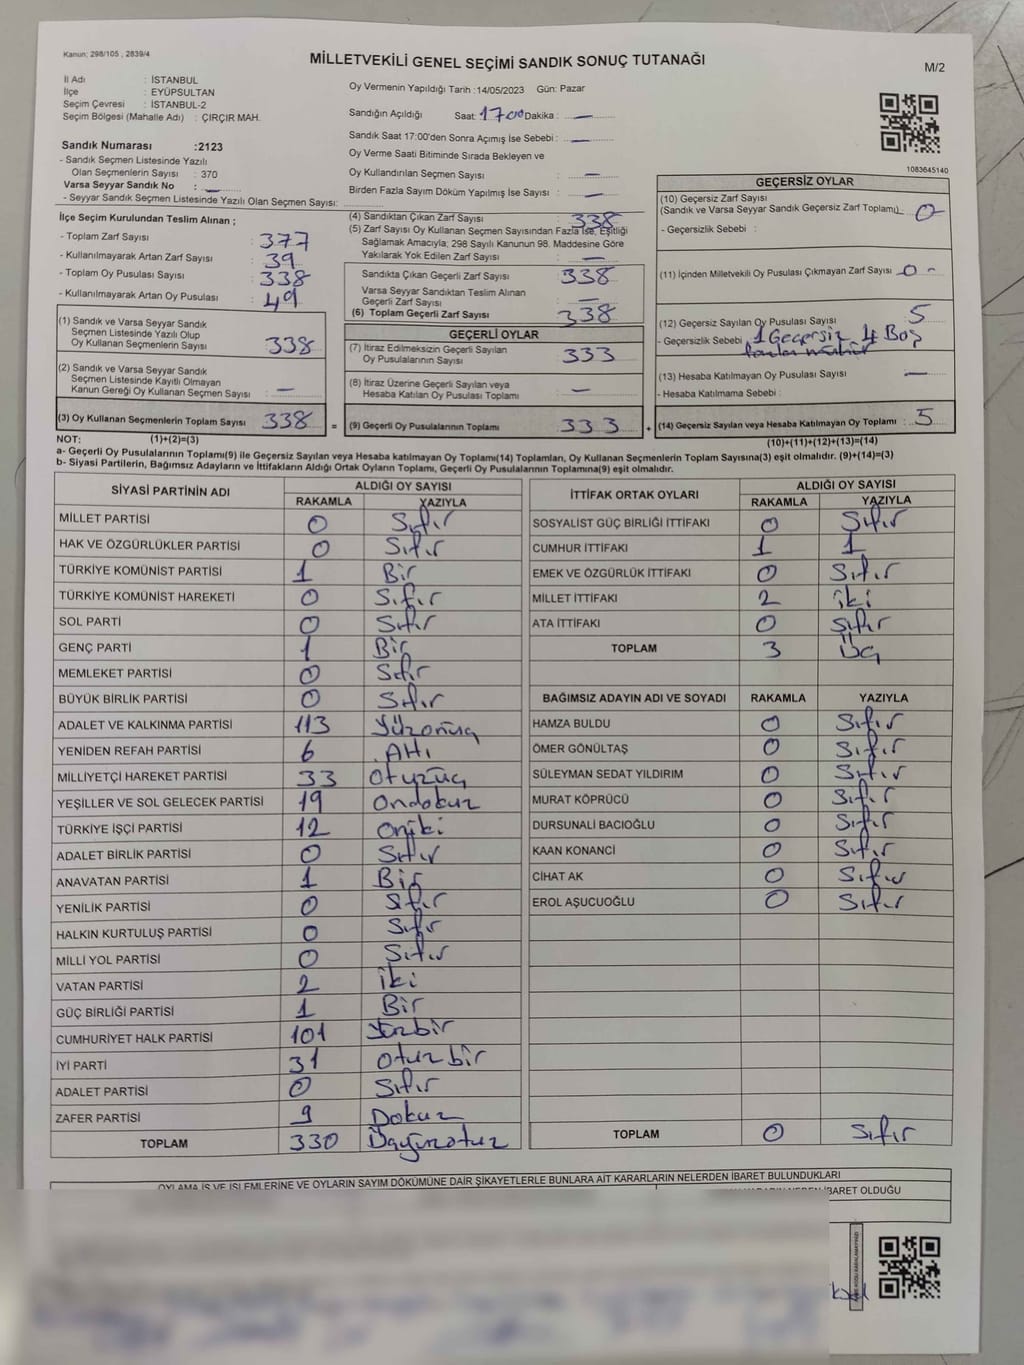 Kanun; 298/105 , 2839/4
MİLLETVEKİLİ GENEL SEÇİMİ SANDIK SONUÇ TUTANAĞI
M/2
İl Adı : İSTANBUL
İlçe : EYÜPSULTAN
Seçim Çevresi : İSTANBUL-2
Seçim Bölgesi (Mahalle Adı) : ÇIRÇIR MAH.
Oy Vermenin Yapıldığı Tarih : 14/05/2023 Gün: Pazar
Sandığın Açıldığı Saat: 17 00 Dakika : —
Sandık Saat 17:00'den Sonra Açımış İse Sebebi : —
Oy Verme Saati Bitiminde Sırada Bekleyen ve
Oy Kullandırılan Seçmen Sayısı : —
Birden Fazla Sayım Döküm Yapılmış İse Sayısı : —
1083645140
Sandık Numarası :2123
- Sandık Seçmen Listesinde Yazılı
Olan Seçmenlerin Sayısı : 370
Varsa Seyyar Sandık No : —
- Seyyar Sandık Seçmen Listesinde Yazılı Olan Seçmen Sayısı:
İlçe Seçim Kurulundan Teslim Alınan ;
- Toplam Zarf Sayısı : 377
- Kullanılmayarak Artan Zarf Sayısı : 39
- Toplam Oy Pusulası Sayısı : 338
- Kullanılmayarak Artan Oy Pusulası : 49
(1) Sandık ve Varsa Seyyar Sandık
Seçmen Listesinde Yazılı Olup
Oy Kullanan Seçmenlerin Sayısı : 338
(2) Sandık ve Varsa Seyyar Sandık
Seçmen Listesinde Kayıtlı Olmayan
Kanun Gereği Oy Kullanan Seçmen Sayısı : —
(3) Oy Kullanan Seçmenlerin Toplam Sayısı : 338 =
(4) Sandıktan Çıkan Zarf Sayısı : 338
(5) Zarf Sayısı Oy Kullanan Seçmen Sayısından Fazla İse, Eşitliği
Sağlamak Amacıyla; 298 Sayılı Kanunun 98. Maddesine Göre
Yakılarak Yok Edilen Zarf Sayısı : —
Sandıkta Çıkan Geçerli Zarf Sayısı : 338
Varsa Seyyar Sandıktan Teslim Alınan
Geçerli Zarf Sayısı : —
(6) Toplam Geçerli Zarf Sayısı : 338
GEÇERLİ OYLAR
(7) İtiraz Edilmeksizin Geçerli Sayılan
Oy Pusulalarının Sayısı : 333
(8) İtiraz Üzerine Geçerli Sayılan veya
Hesaba Katılan Oy Pusulası Toplamı : —
(9) Geçerli Oy Pusulalarının Toplamı : 333 +
GEÇERSİZ OYLAR
(10) Geçersiz Zarf Sayısı
(Sandık ve Varsa Seyyar Sandık Geçersiz Zarf Toplamı) : 0
- Geçersizlik Sebebi :
(11) İçinden Milletvekili Oy Pusulası Çıkmayan Zarf Sayısı : 0 -
(12) Geçersiz Sayılan Oy Pusulası Sayısı : 5
- Geçersizlik Sebebi : 1 Geçersiz 4 Boş
(13) Hesaba Katılmayan Oy Pusulası Sayısı : —
- Hesaba Katılmama Sebebi :
(14) Geçersiz Sayılan veya Hesaba Katılmayan Oy Toplamı : 5
NOT: (1)+(2)=(3)
(10)+(11)+(12)+(13)=(14)
a- Geçerli Oy Pusulalarının Toplamı(9) ile Geçersiz Sayılan veya Hesaba katılmayan Oy Toplamı(14) Toplamları, Oy Kullanan Seçmenlerin Toplam Sayısına(3) eşit olmalıdır. (9)+(14)=(3)
b- Siyasi Partilerin, Bağımsız Adayların ve İttifakların Aldığı Ortak Oyların Toplamı, Geçerli Oy Pusulalarının Toplamına(9) eşit olmalıdır.
SİYASİ PARTİNİN ADI ALDIĞI OY SAYISI
RAKAMLA YAZIYLA
MİLLET PARTİSİ 0 Sıfır
HAK VE ÖZGÜRLÜKLER PARTİSİ 0 Sıfır
TÜRKİYE KOMÜNİST PARTİSİ 1 Bir
TÜRKİYE KOMÜNİST HAREKETİ 0 Sıfır
SOL PARTİ 0 Sıfır
GENÇ PARTİ 1 Bir
MEMLEKET PARTİSİ 0 Sıfır
BÜYÜK BİRLİK PARTİSİ 0 Sıfır
ADALET VE KALKINMA PARTİSİ 113 Yüzonüç
YENİDEN REFAH PARTİSİ 6 Altı
MİLLİYETÇİ HAREKET PARTİSİ 33 Otuzüç
YEŞİLLER VE SOL GELECEK PARTİSİ 19 Ondokuz
TÜRKİYE İŞÇİ PARTİSİ 12 Oniki
ADALET BİRLİK PARTİSİ 0 Sıfır
ANAVATAN PARTİSİ 1 Bir
YENİLİK PARTİSİ 0 Sıfır
HALKIN KURTULUŞ PARTİSİ 0 Sıfır
MİLLİ YOL PARTİSİ 0 Sıfır
VATAN PARTİSİ 2 iki
GÜÇ BİRLİĞİ PARTİSİ 1 Bir
CUMHURİYET HALK PARTİSİ 101 Yüzbir
İYİ PARTİ 31 otuzbir
ADALET PARTİSİ 0 Sıfır
ZAFER PARTİSİ 9 Dokuz
TOPLAM 330 Üçyüzotuz
İTTİFAK ORTAK OYLARI ALDIĞI OY SAYISI
RAKAMLA YAZIYLA
SOSYALİST GÜÇ BİRLİĞİ İTTİFAKI 0 Sıfır
CUMHUR İTTİFAKI 1 1
EMEK VE ÖZGÜRLÜK İTTİFAKI 0 Sıfır
MİLLET İTTİFAKI 2 iki
ATA İTTİFAKI 0 Sıfır
TOPLAM 3 Üç
BAĞIMSIZ ADAYIN ADI VE SOYADI RAKAMLA YAZIYLA
HAMZA BULDU 0 Sıfır
ÖMER GÖNÜLTAŞ 0 Sıfır
SÜLEYMAN SEDAT YILDIRIM 0 Sıfır
MURAT KÖPRÜCÜ 0 Sıfır
DURSUNALİ BACIOĞLU 0 Sıfır
KAAN KONANCİ 0 Sıfır
CİHAT AK 0 Sıfır
EROL AŞUCUOĞLU 0 Sıfır
TOPLAM 0 Sıfır
OYLAMA İŞ VE İŞLEMLERİNE VE OYLARIN SAYIM DÖKÜMÜNE DAİR ŞİKAYETLERLE BUNLARA AİT KARARLARIN NELERDEN İBARET BULUNDUKLARI
İBARET OLDUĞU